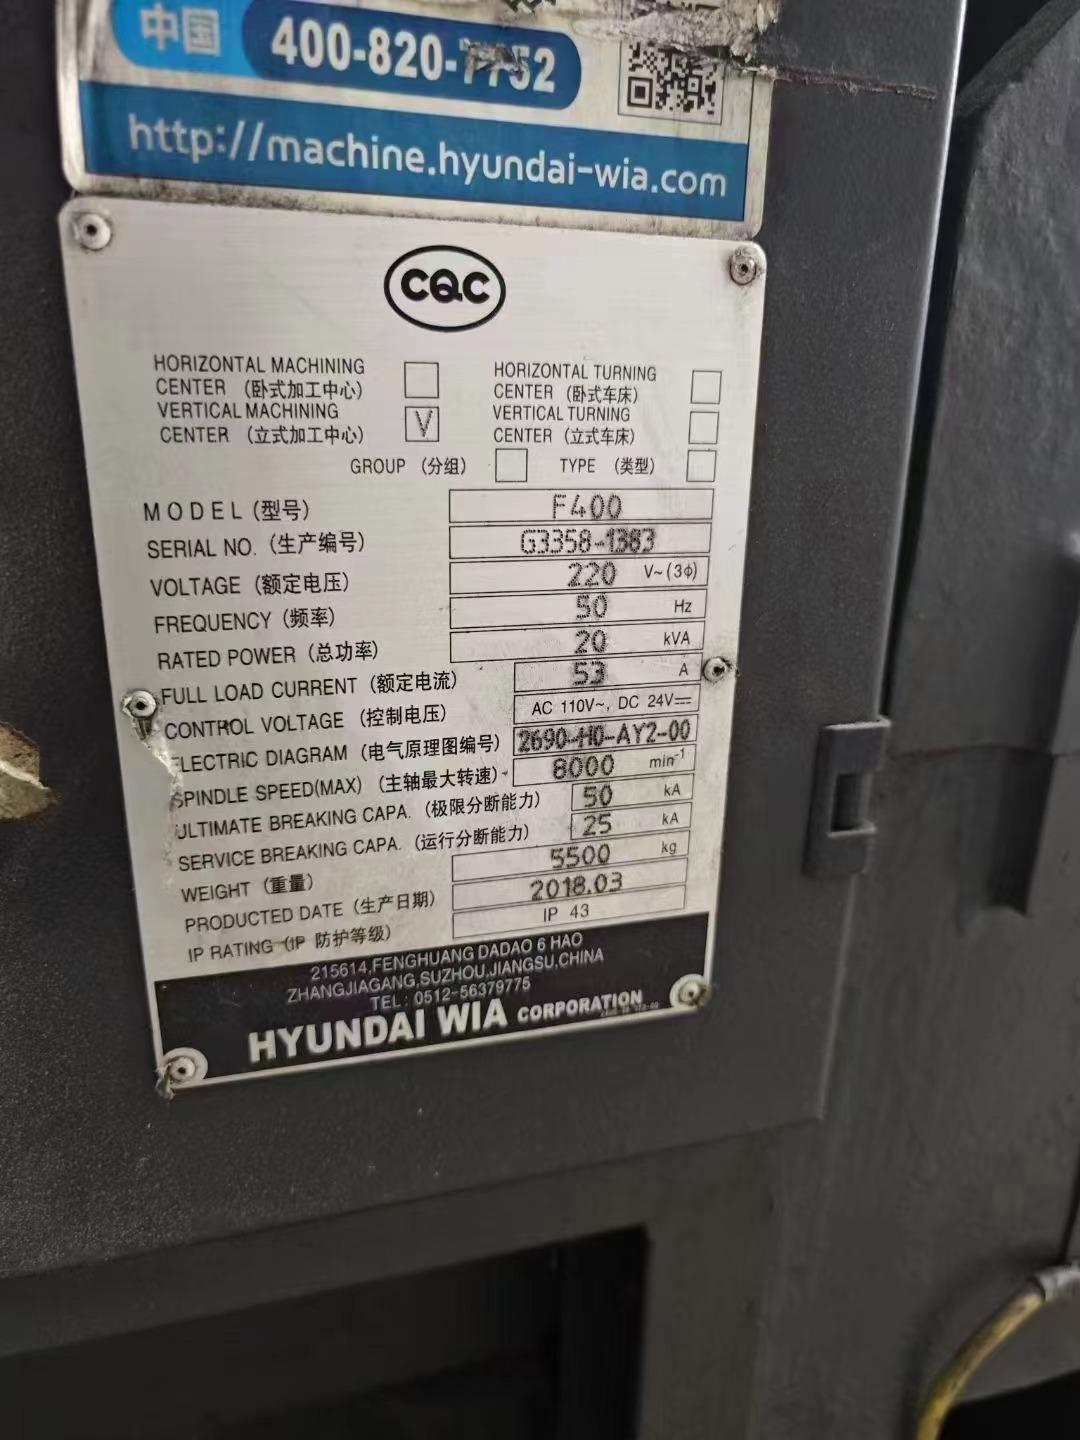 中国 400-820-7752
http://machine.hyundai-wia.com
CQC
HORIZONTAL MACHINING
CENTER (卧式加工中心)
HORIZONTAL TURNING
CENTER (卧式车床)
VERTICAL MACHINING
CENTER (立式加工中心) V
VERTICAL TURNING
CENTER (立式车床)
GROUP (分组) TYPE (类型)
MODEL (型号) F400
SERIAL NO. (生产编号) G3358-1383
VOLTAGE (额定电压) 220 V~(3Φ)
FREQUENCY (频率) 50 Hz
RATED POWER (总功率) 20 kVA
FULL LOAD CURRENT (额定电流) 53 A
CONTROL VOLTAGE (控制电压) AC 110V~, DC 24V⎓
ELECTRIC DIAGRAM (电气原理图编号) 2690-H0-AY2-00
SPINDLE SPEED(MAX) (主轴最大转速) 8000 min⁻¹
ULTIMATE BREAKING CAPA. (极限分断能力) 50 kA
SERVICE BREAKING CAPA. (运行分断能力) 25 kA
WEIGHT (重量) 5500 kg
PRODUCTED DATE (生产日期) 2018.03
IP RATING (IP 防护等级) IP 43
215614,FENGHUANG DADAO 6 HAO
ZHANGJIAGANG,SUZHOU,JIANGSU,CHINA
TEL : 0512-56379775
HYUNDAI WIA CORPORATION